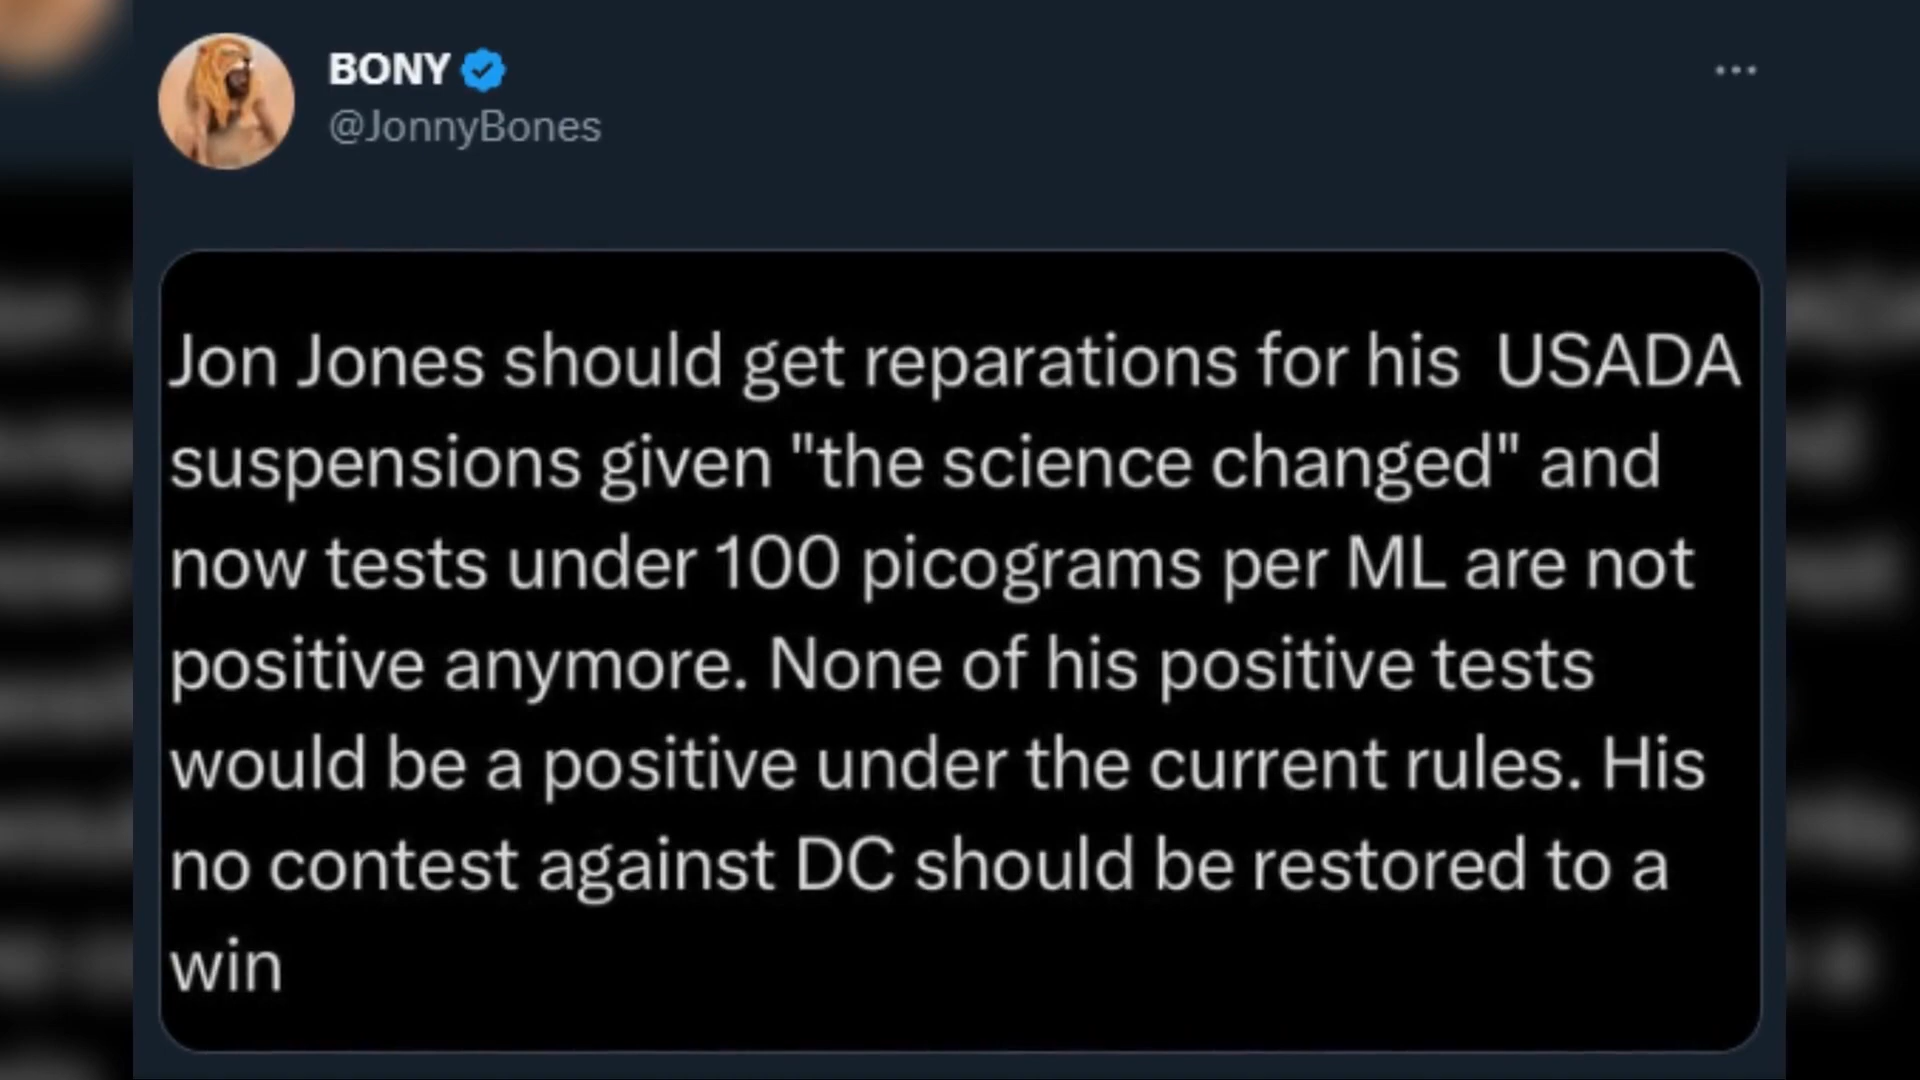 BONY
@JonnyBones
Jon Jones should get reparations for his  USADA
suspensions given "the science changed" and
now tests under 100 picograms per ML are not
positive anymore. None of his positive tests
would be a positive under the current rules. His
no contest against DC should be restored to a
win